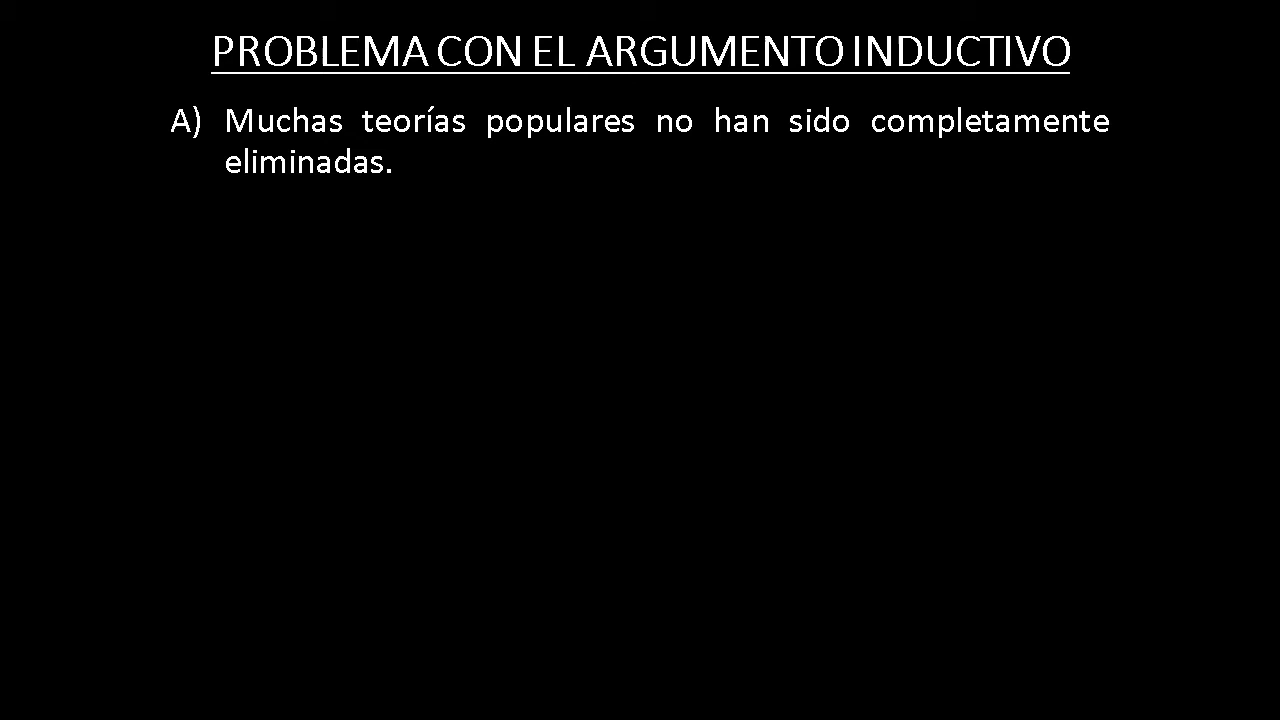 PROBLEMA CON EL ARGUMENTO INDUCTIVO
A) Muchas teorías populares no han sido completamente
eliminadas.